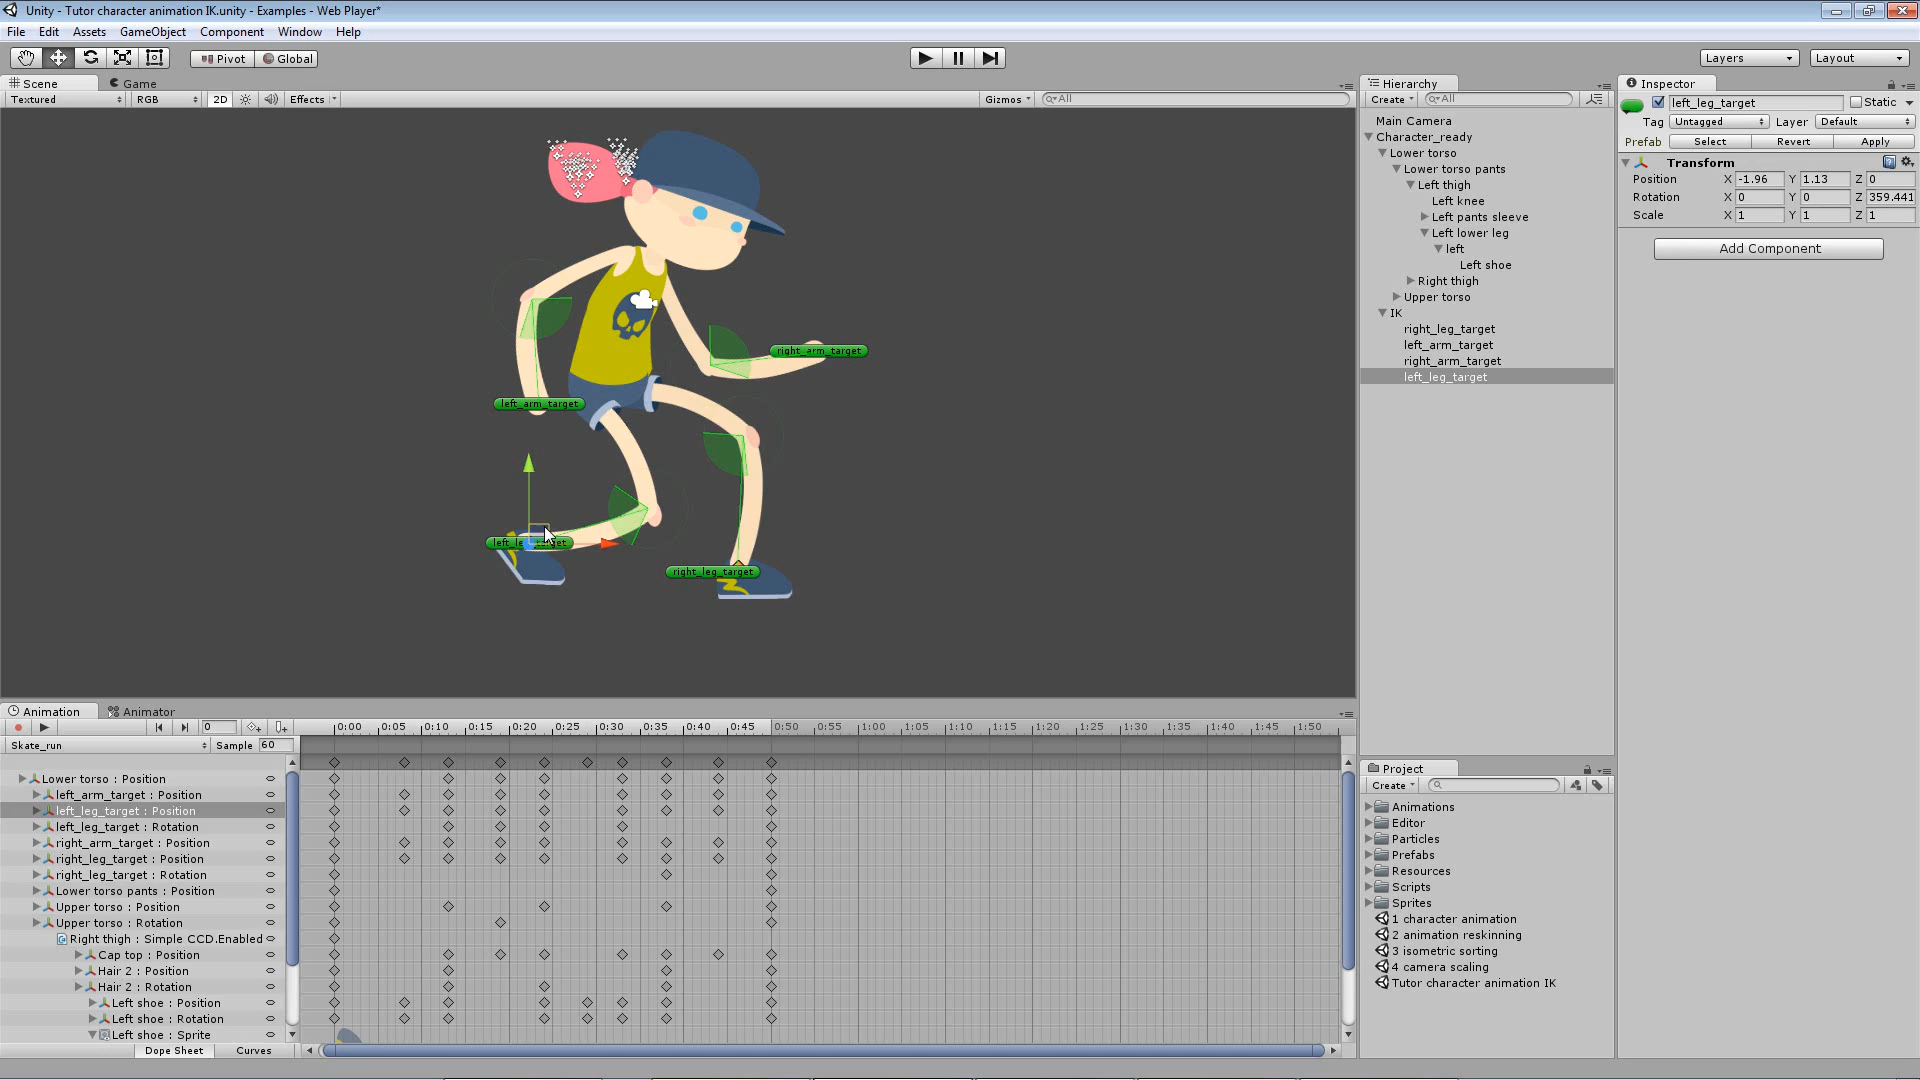 Unity - Tutor character animation IK.unity - Examples - Web Player*
File Edit Assets GameObject Component Window Help
Pivot Global Layers Layout
Scene Game
Textured RGB 2D Effects Gizmos All
right_arm_target
left_arm_target
right_leg_target
Hierarchy
Create All
Main Camera
Character_ready
Lower torso
Lower torso pants
Left thigh
Left knee
Left pants sleeve
Left lower leg
left
Left shoe
Right thigh
Upper torso
IK
right_leg_target
left_arm_target
right_arm_target
left_leg_target
Inspector
left_leg_target Static
Tag Untagged Layer Default
Prefab Select Revert Apply
Transform
Position X -1.96 Y 1.13 Z 0
Rotation X 0 Y 0 Z 359.441
Scale X 1 Y 1 Z 1
Add Component
Animation Animator
0 0:00 0:05 0:10 0:15 0:20 0:25 0:30 0:35 0:40 0:45 0:50 0:55 1:00 1:05 1:10 1:15 1:20 1:25 1:30 1:35 1:40 1:45 1:50
Skate_run Sample 60
Lower torso : Position
left_arm_target : Position
left_leg_target : Position
left_leg_target : Rotation
right_arm_target : Position
right_leg_target : Position
right_leg_target : Rotation
Lower torso pants : Position
Upper torso : Position
Upper torso : Rotation
Right thigh : Simple CCD.Enabled
Cap top : Position
Hair 2 : Position
Hair 2 : Rotation
Left shoe : Position
Left shoe : Rotation
Left shoe : Sprite
Dope Sheet Curves
Project
Create
Animations
Editor
Particles
Prefabs
Resources
Scripts
Sprites
1 character animation
2 animation reskinning
3 isometric sorting
4 camera scaling
Tutor character animation IK